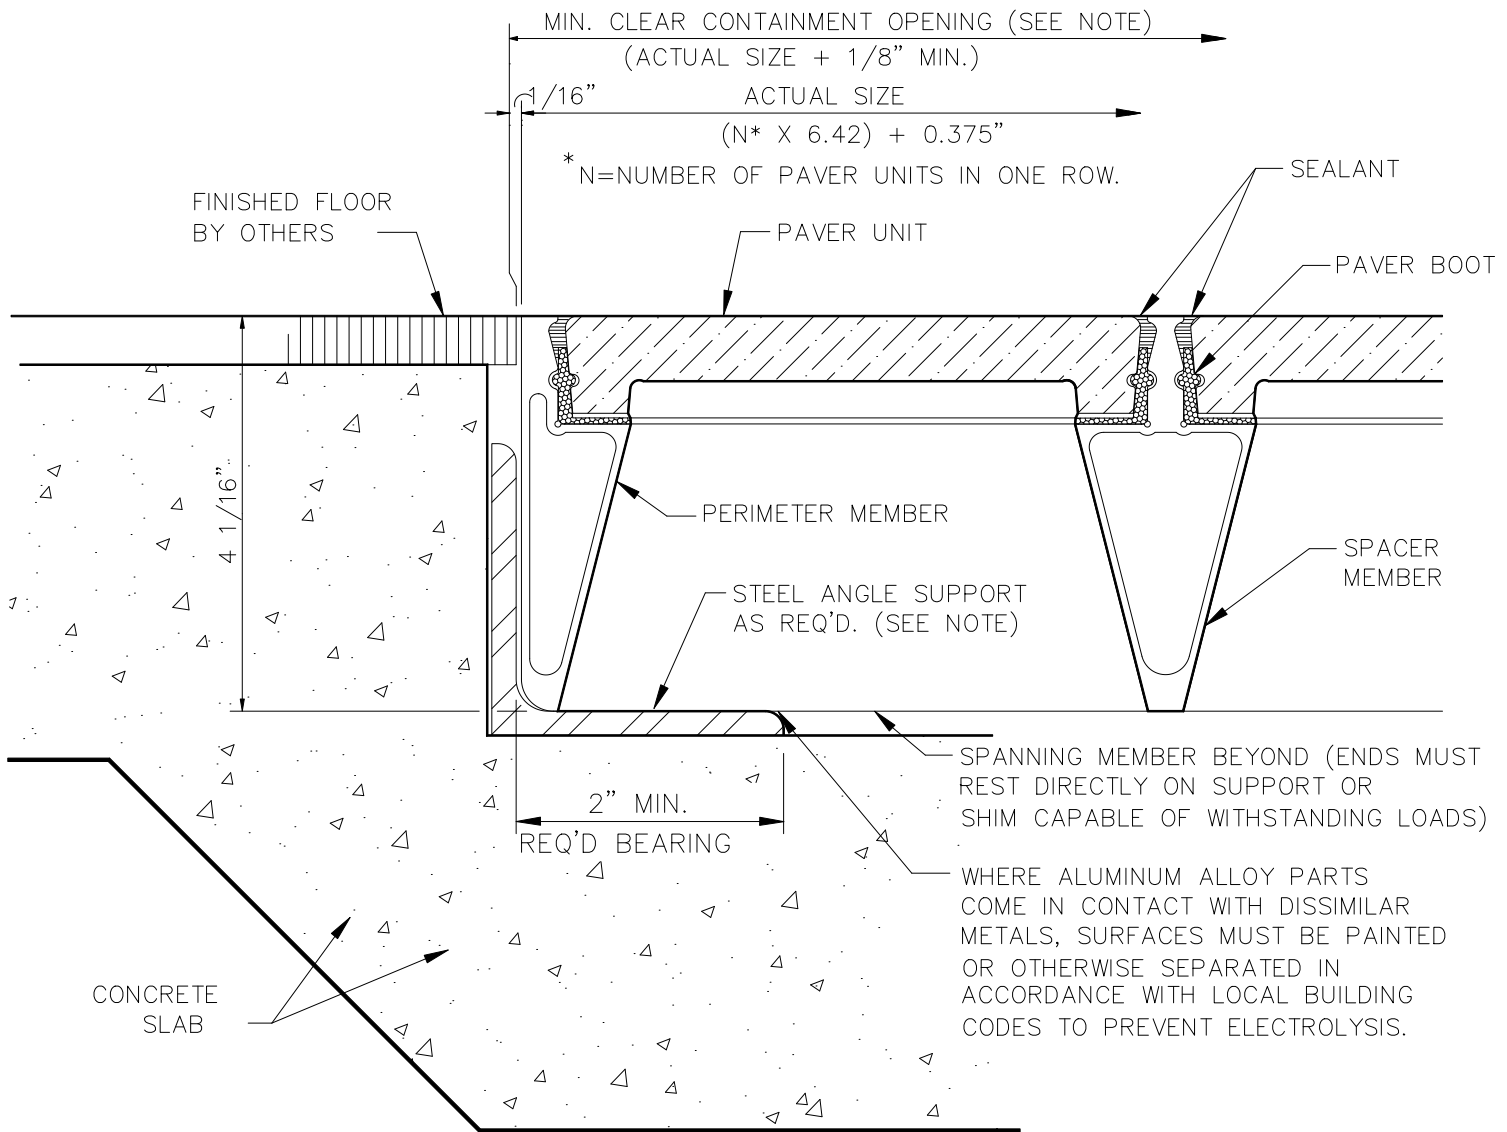 MIN. CLEAR CONTAINMENT OPENING (SEE NOTE)
(ACTUAL SIZE + 1/8" MIN.)
1/16"
ACTUAL SIZE
(N* X 6.42) + 0.375"
* N=NUMBER OF PAVER UNITS IN ONE ROW.
SEALANT
FINISHED FLOOR
BY OTHERS
PAVER UNIT
PAVER BOOT
4 1/16"
PERIMETER MEMBER
SPACER
MEMBER
STEEL ANGLE SUPPORT
AS REQ'D. (SEE NOTE)
SPANNING MEMBER BEYOND (ENDS MUST
REST DIRECTLY ON SUPPORT OR
SHIM CAPABLE OF WITHSTANDING LOADS)
2" MIN.
REQ'D BEARING
WHERE ALUMINUM ALLOY PARTS
COME IN CONTACT WITH DISSIMILAR
METALS, SURFACES MUST BE PAINTED
OR OTHERWISE SEPARATED IN
ACCORDANCE WITH LOCAL BUILDING
CODES TO PREVENT ELECTROLYSIS.
CONCRETE
SLAB